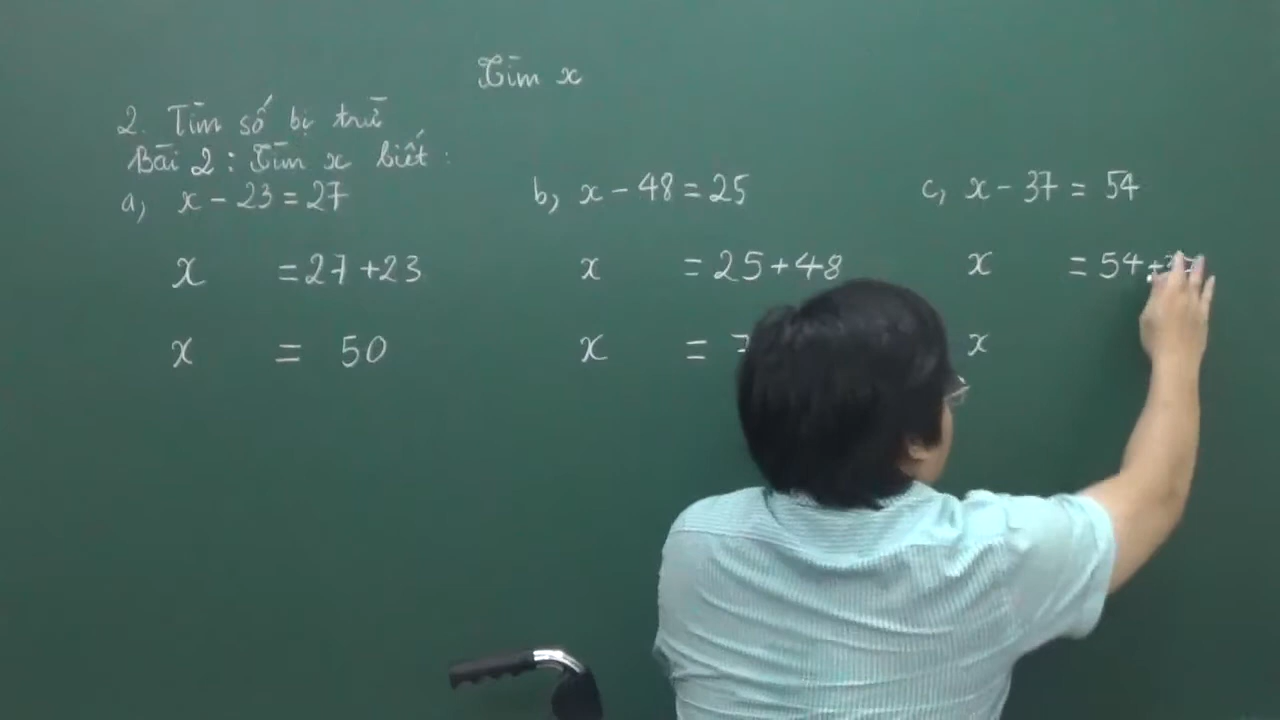 Tìm x
2. Tìm số bị trừ
Bài 2: Tìm x biết:
a, x - 23 = 27
x = 27 + 23
x = 50
b, x - 48 = 25
x = 25 + 48
x = 7
c, x - 37 = 54
x = 54 +
x